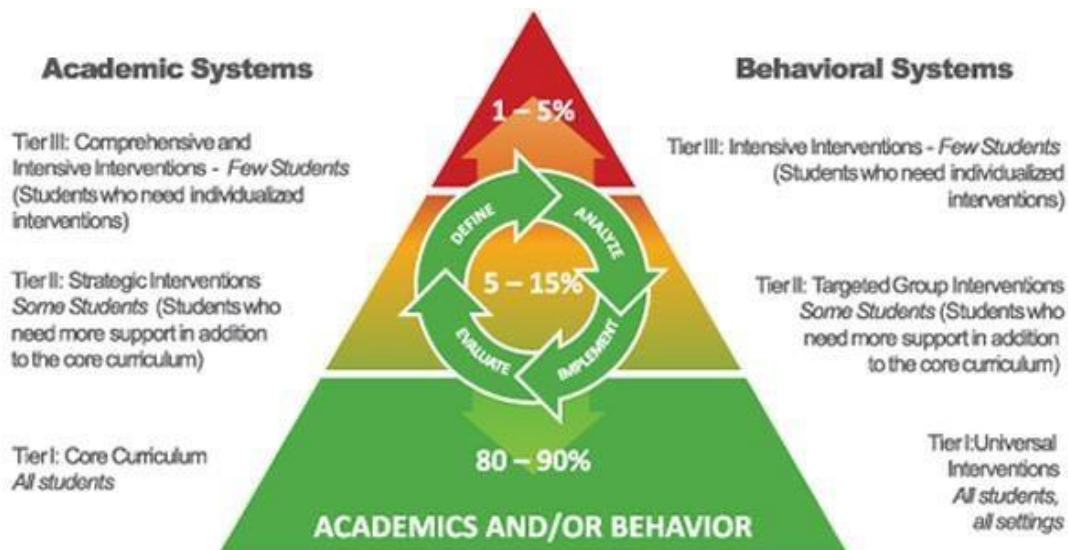 Academic Systems
Tier III: Comprehensive and
Intensive Interventions - Few Students
(Students who need individualized
interventions)
Tier II: Strategic Interventions
Some Students (Students who
need more support in addition
to the core curriculum)
Tier I: Core Curriculum
All students
1 – 5%
DEFINE
ANALYZE
5 – 15%
EVALUATE
IMPLEMENT
80 – 90%
ACADEMICS AND/OR BEHAVIOR
Behavioral Systems
Tier III: Intensive Interventions - Few Students
(Students who need individualized
interventions)
Tier II: Targeted Group Interventions
Some Students (Students who
need more support in addition
to the core curriculum)
Tier I:Universal
Interventions
All students,
all settings